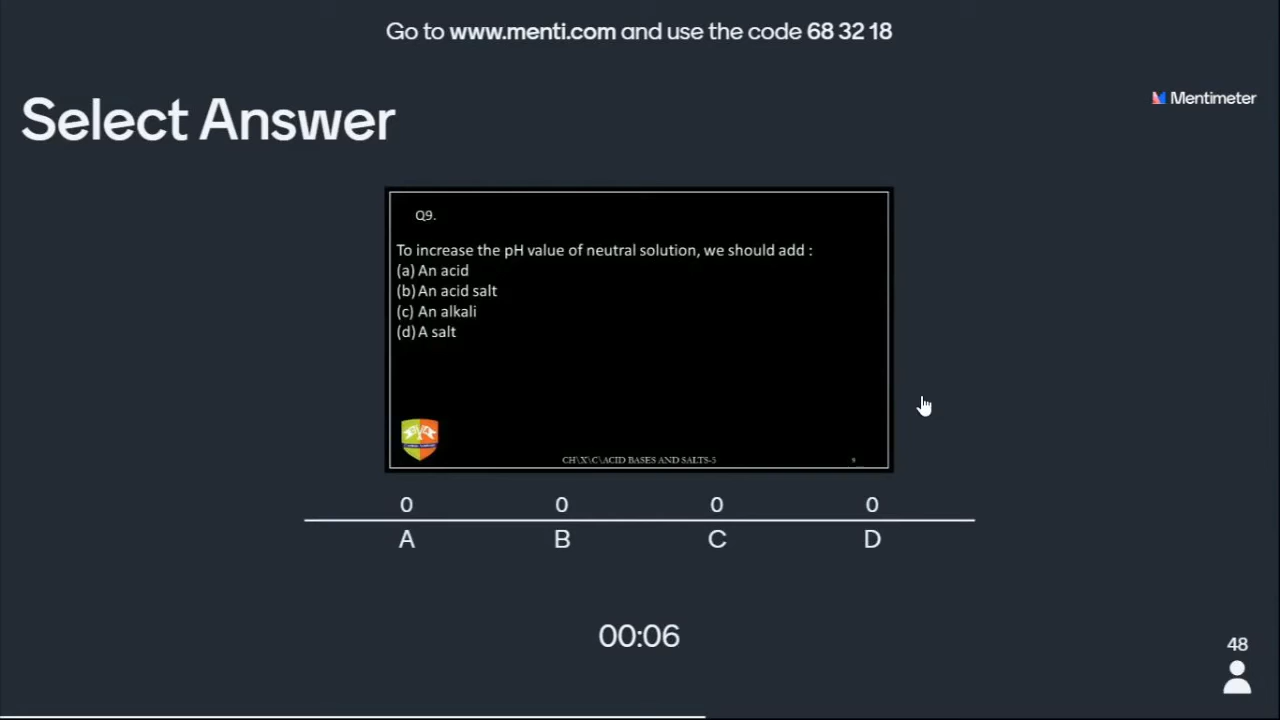 Go to www.menti.com and use the code 68 32 18
Mentimeter
Select Answer
Q9.
To increase the pH value of neutral solution, we should add :
(a) An acid
(b) An acid salt
(c) An alkali
(d) A salt
CH\X\C\ACID BASES AND SALTS-5
0 0 0 0
A B C D
00:06
48